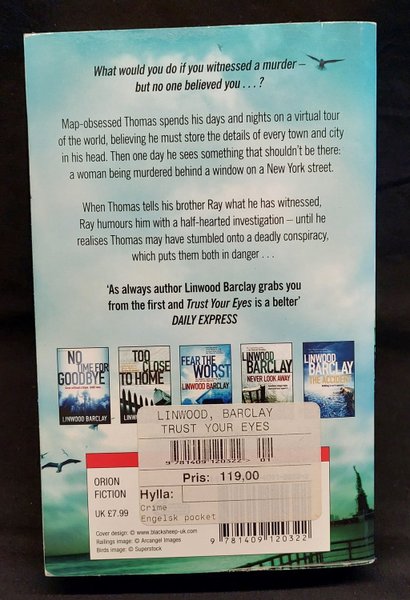 What would you do if you witnessed a murder –
but no one believed you . . . ?
Map-obsessed Thomas spends his days and nights on a virtual tour
of the world, believing he must store the details of every town and city
in his head. Then one day he sees something that shouldn't be there:
a woman being murdered behind a window on a New York street.
When Thomas tells his brother Ray what he has witnessed,
Ray humours him with a half-hearted investigation – until he
realises Thomas may have stumbled onto a deadly conspiracy,
which puts them both in danger . . .
'As always author Linwood Barclay grabs you
from the first and Trust Your Eyes is a belter'
DAILY EXPRESS
NO
TIME FOR
GOODBYE
LINWOOD BARCLAY
TOO
CLOSE
TO HOME
FEAR THE
WORST
LINWOOD BARCLAY
LINWOOD
BARCLAY
NEVER LOOK AWAY
LINWOOD
BARCLAY
THE ACCIDENT
LINWOOD, BARCLAY
TRUST YOUR EYES
9 781409 120322 01
Pris: 119,00
Hylla:
Crime
Engelsk pocket
ORION
FICTION
UK £7.99
9 781409 120322
Cover design: © www.blacksheep-uk.com
Railings image: © Arcangel Images
Birds image: © Superstock